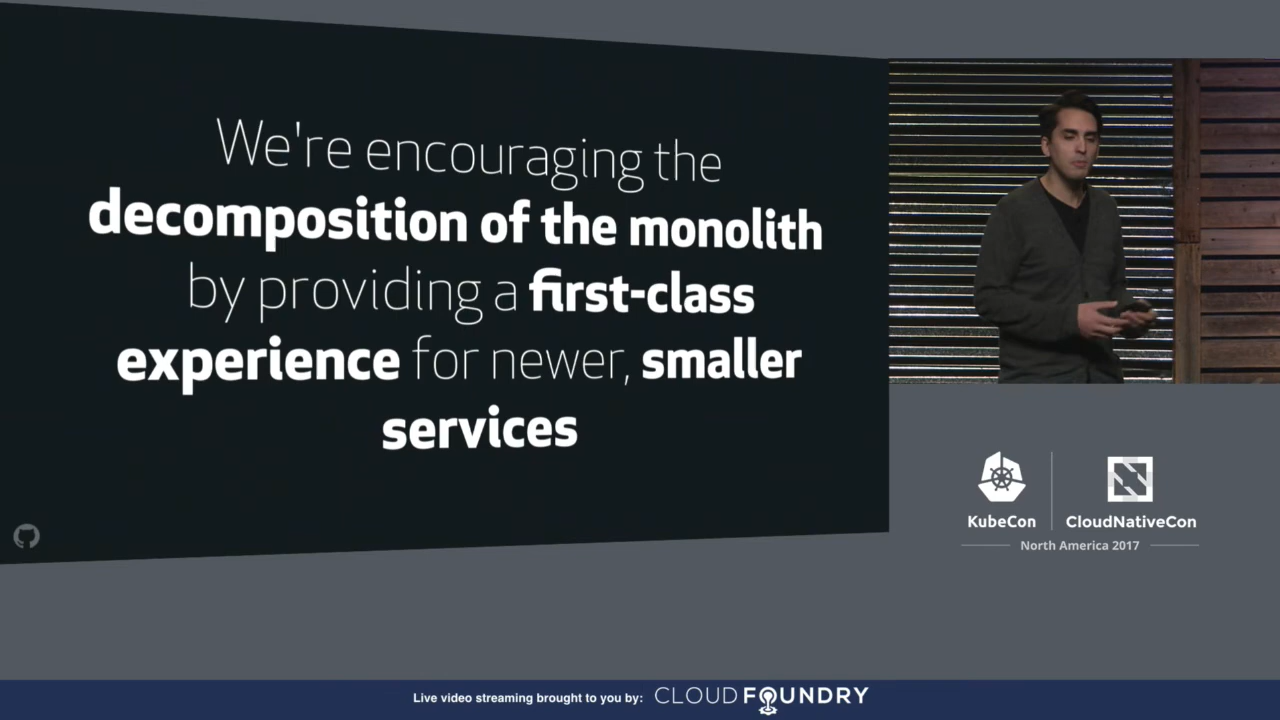 We're encouraging the
decomposition of the monolith
by providing a first-class
experience for newer, smaller
services
KubeCon
CloudNativeCon
North America 2017
Live video streaming brought to you by: CLOUD FOUNDRY